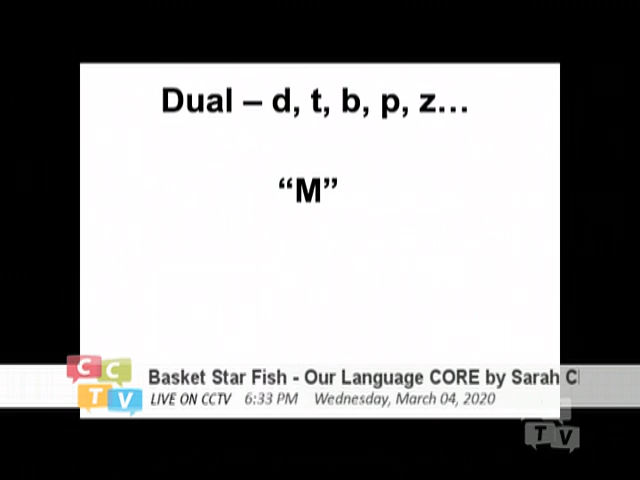 Dual – d, t, b, p, z…
“M”
CC
TV
Basket Star Fish - Our Language CORE by Sarah C
LIVE ON CCTV 6:33 PM Wednesday, March 04, 2020
TV